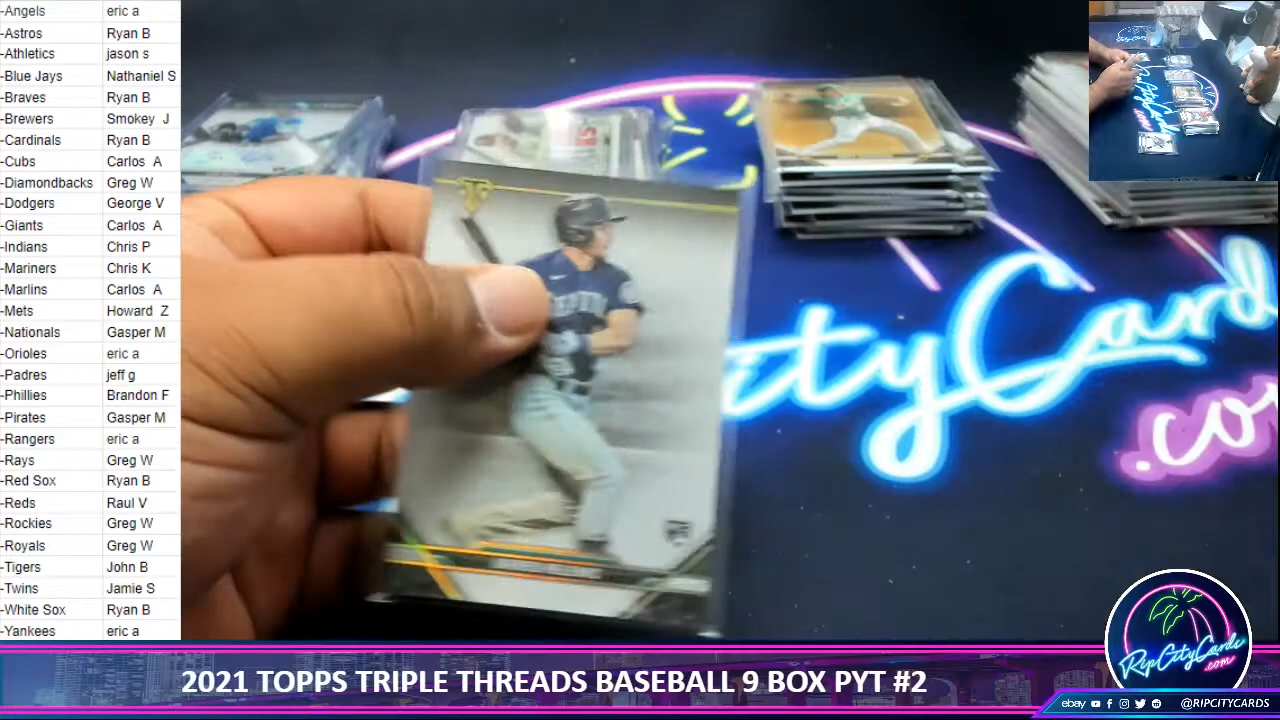 -Angels eric a
-Astros Ryan B
-Athletics jason s
-Blue Jays Nathaniel S
-Braves Ryan B
-Brewers Smokey J
-Cardinals Ryan B
-Cubs Carlos A
-Diamondbacks Greg W
-Dodgers George V
-Giants Carlos A
-Indians Chris P
-Mariners Chris K
-Marlins Carlos A
-Mets Howard Z
-Nationals Gasper M
-Orioles eric a
-Padres jeff g
-Phillies Brandon F
-Pirates Gasper M
-Rangers eric a
-Rays Greg W
-Red Sox Ryan B
-Reds Raul V
-Rockies Greg W
-Royals Greg W
-Tigers John B
-Twins Jamie S
-White Sox Ryan B
-Yankees eric a
RipCityCards
.com
2021 TOPPS TRIPLE THREADS BASEBALL 9 BOX PYT #2
ebay @RIPCITYCARDS